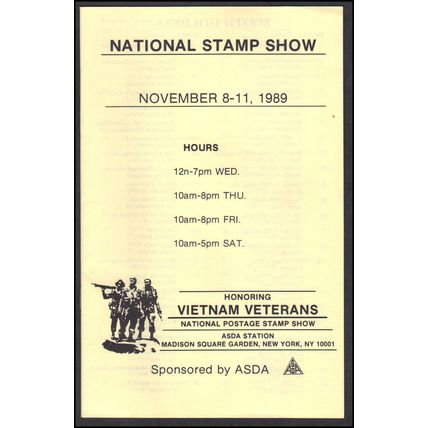 NATIONAL STAMP SHOW
NOVEMBER 8-11, 1989
HOURS
12n-7pm WED.
10am-8pm THU.
10am-8pm FRI.
10am-5pm SAT.
HONORING
VIETNAM VETERANS
NATIONAL POSTAGE STAMP SHOW
ASDA STATION
MADISON SQUARE GARDEN, NEW YORK, NY 10001
Sponsored by ASDA